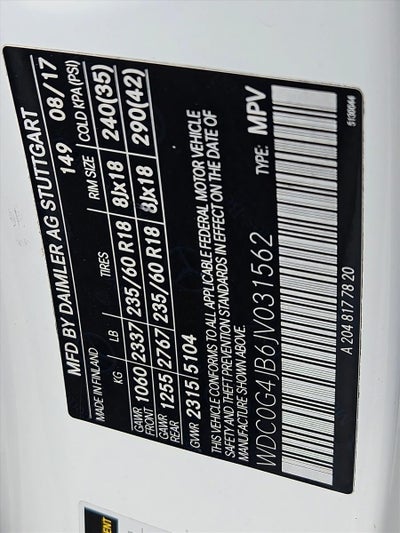 MFD BY DAIMLER AG STUTTGART
MADE IN FINLAND 149 08/17
KG LB TIRES RIM SIZE COLD KPA(PSI)
GAWR FRONT 1060 2337 235/60 R18 8Jx18 240(35)
GAWR REAR 1255 2767 235/60 R18 8Jx18 290(42)
GVWR 2315 5104
THIS VEHICLE CONFORMS TO ALL APPLICABLE FEDERAL MOTOR VEHICLE
SAFETY AND THEFT PREVENTION STANDARDS IN EFFECT ON THE DATE OF
MANUFACTURE SHOWN ABOVE.
WDC0G4JB6JV031562 TYPE: MPV
A 204 817 78 20